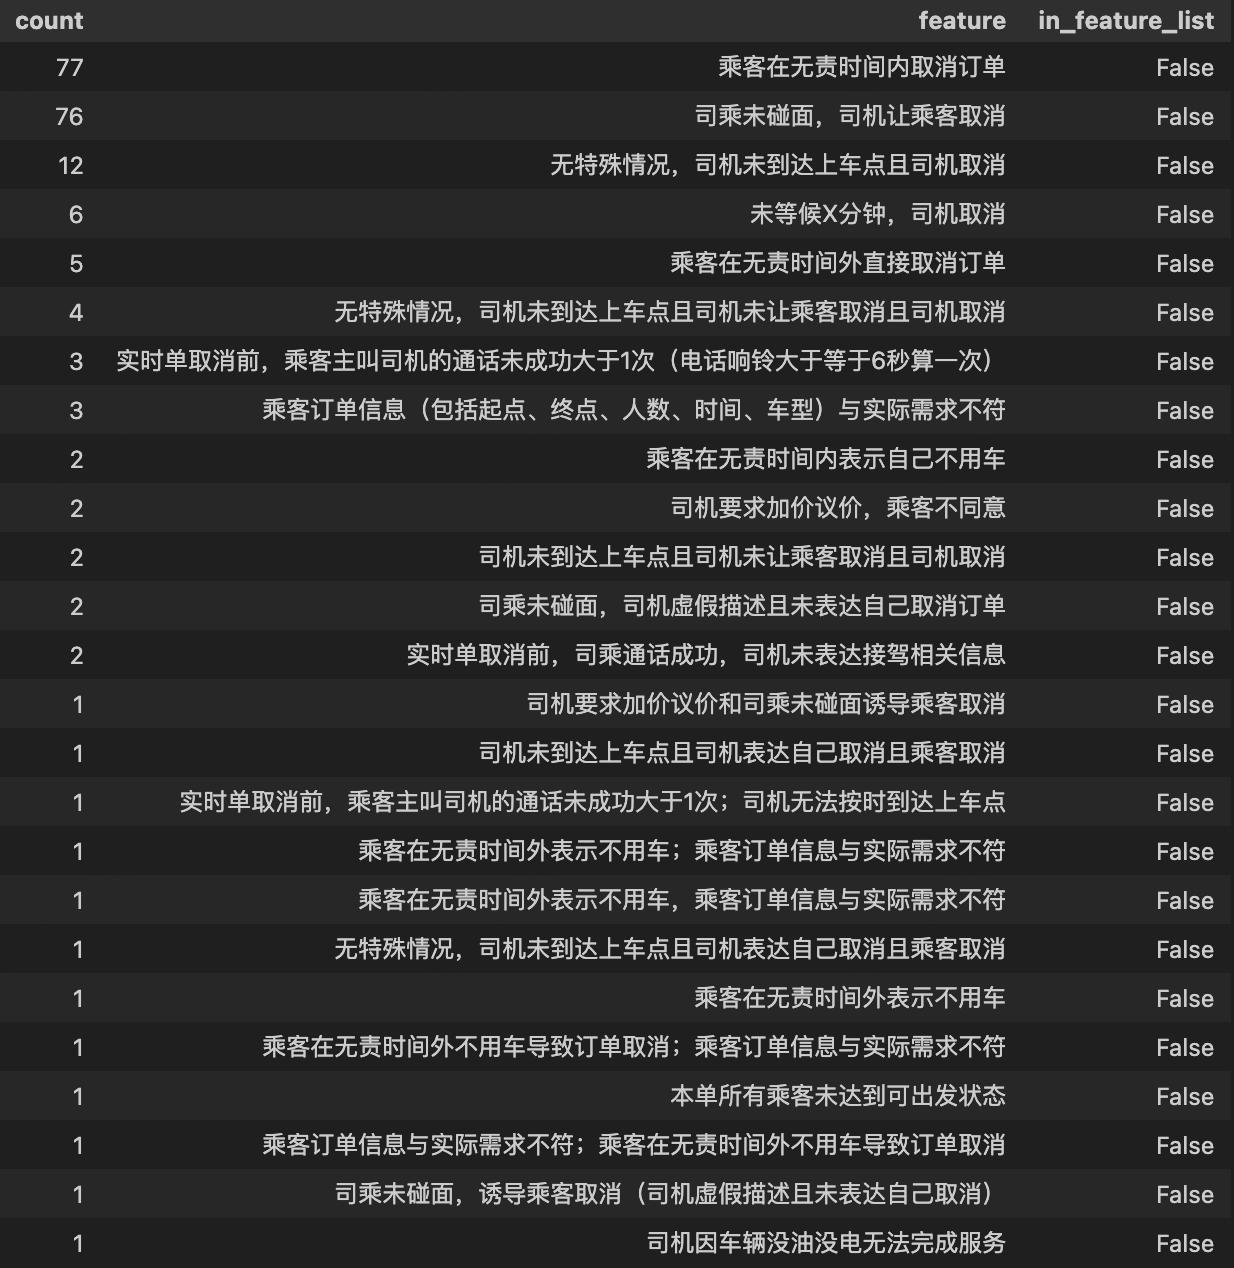 count feature in_feature_list
77 乘客在无责时间内取消订单 False
76 司乘未碰面，司机让乘客取消 False
12 无特殊情况，司机未到达上车点且司机取消 False
6 未等候X分钟，司机取消 False
5 乘客在无责时间外直接取消订单 False
4 无特殊情况，司机未到达上车点且司机未让乘客取消且司机取消 False
3 实时单取消前，乘客主叫司机的通话未成功大于1次（电话响铃大于等于6秒算一次） False
3 乘客订单信息（包括起点、终点、人数、时间、车型）与实际需求不符 False
2 乘客在无责时间内表示自己不用车 False
2 司机要求加价议价，乘客不同意 False
2 司机未到达上车点且司机未让乘客取消且司机取消 False
2 司乘未碰面，司机虚假描述且未表达自己取消订单 False
2 实时单取消前，司乘通话成功，司机未表达接驾相关信息 False
1 司机要求加价议价和司乘未碰面诱导乘客取消 False
1 司机未到达上车点且司机表达自己取消且乘客取消 False
1 实时单取消前，乘客主叫司机的通话未成功大于1次；司机无法按时到达上车点 False
1 乘客在无责时间外表示不用车；乘客订单信息与实际需求不符 False
1 乘客在无责时间外表示不用车，乘客订单信息与实际需求不符 False
1 无特殊情况，司机未到达上车点且司机表达自己取消且乘客取消 False
1 乘客在无责时间外表示不用车 False
1 乘客在无责时间外不用车导致订单取消；乘客订单信息与实际需求不符 False
1 本单所有乘客未达到可出发状态 False
1 乘客订单信息与实际需求不符；乘客在无责时间外不用车导致订单取消 False
1 司乘未碰面，诱导乘客取消（司机虚假描述且未表达自己取消） False
1 司机因车辆没油没电无法完成服务 False